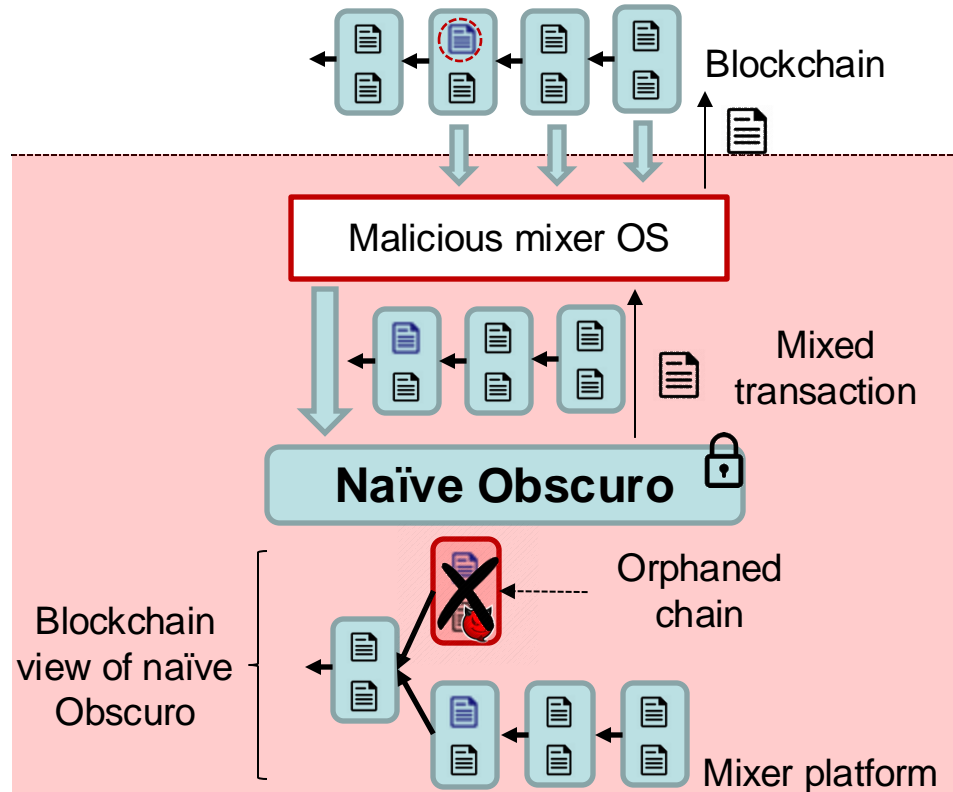 Blockchain
Malicious mixer OS
Mixed
transaction
Naïve Obscuro
Orphaned
chain
Blockchain
view of naïve
Obscuro
Mixer platform